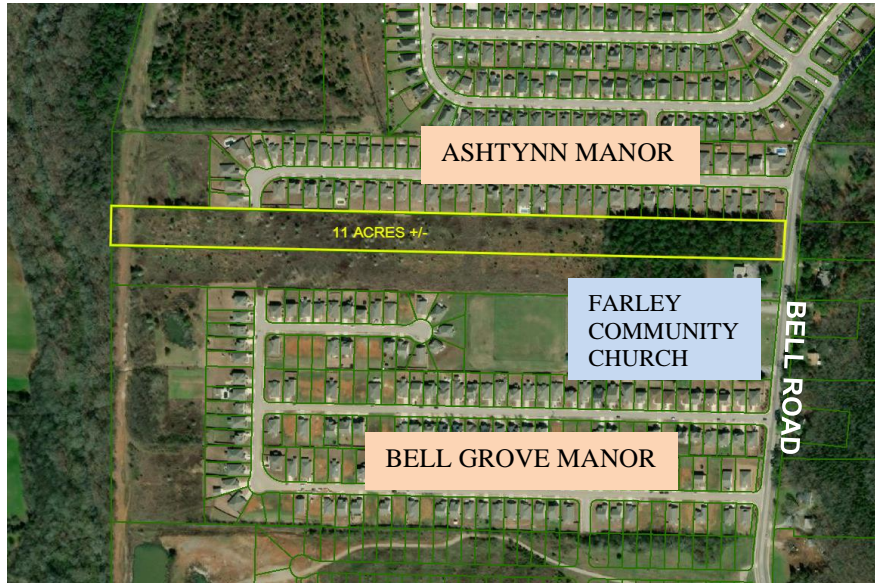 ASHTYNN MANOR
11 ACRES +/-
FARLEY
COMMUNITY
CHURCH
BELL ROAD
BELL GROVE MANOR